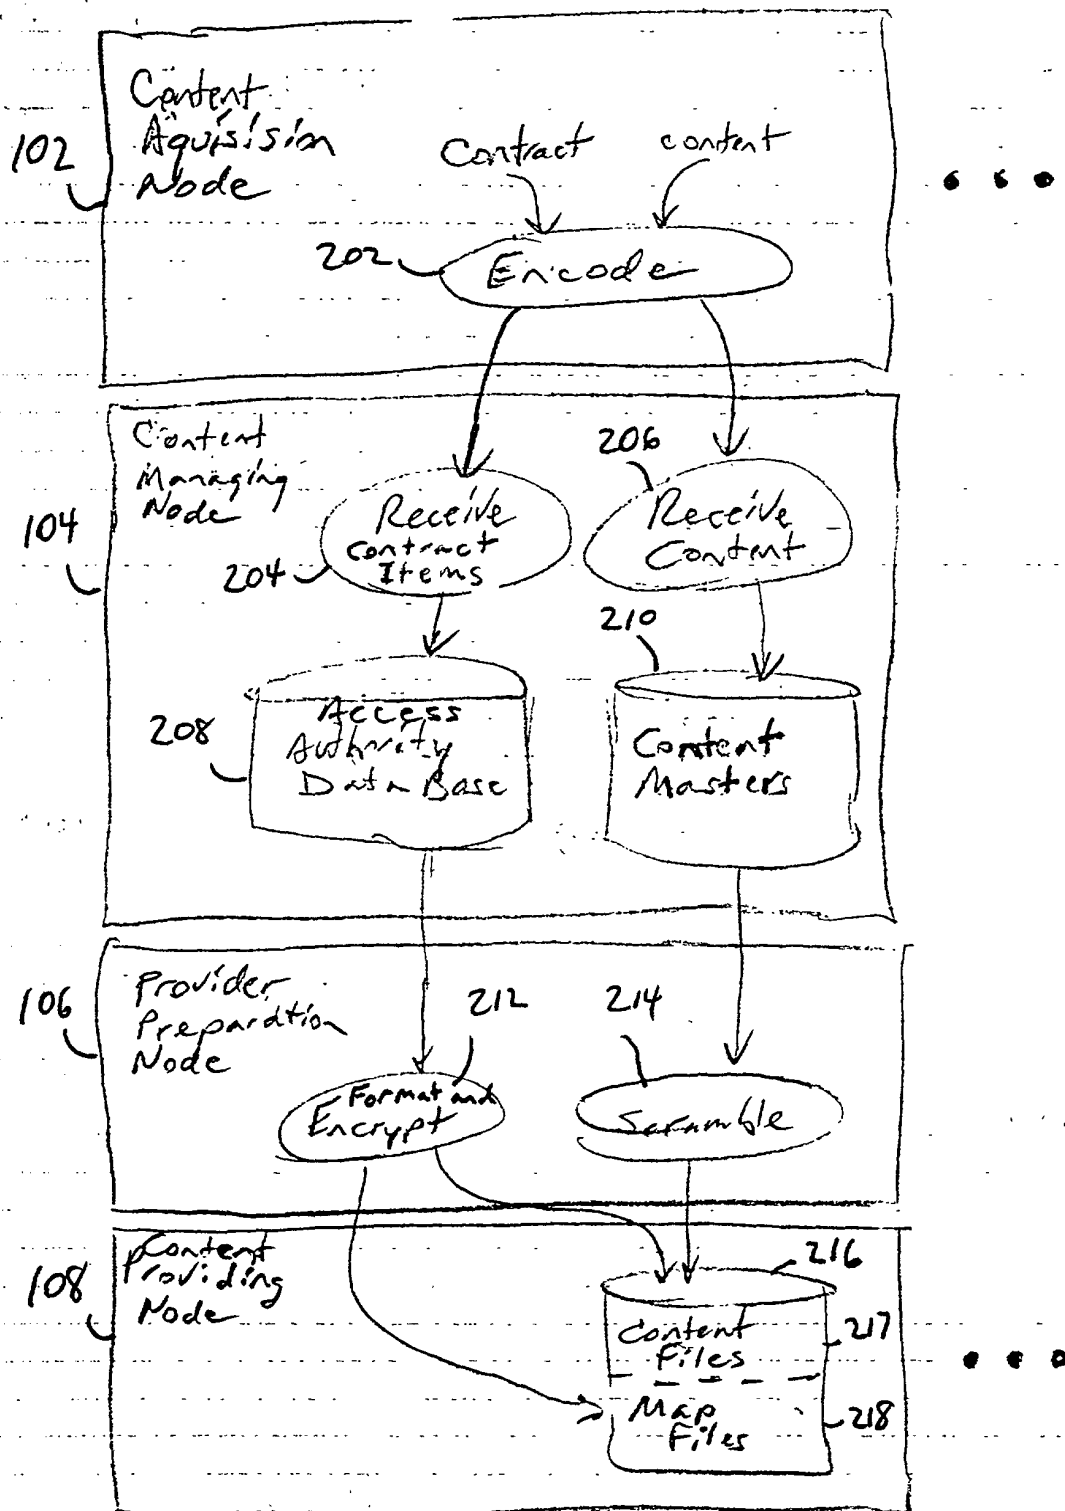 Content
Aquisision
Node
102
Contract
content
202
Encode
Content
Managing
Node
104
206
Receive
Contract
Items
204
Receive
Content
210
208
Access
Authority
Data Base
Content
Masters
Provider
Preparation
Node
106
212
214
Format and
Encrypt
Scramble
Content
Providing
Node
108
216
Content
Files
217
Map
Files
218